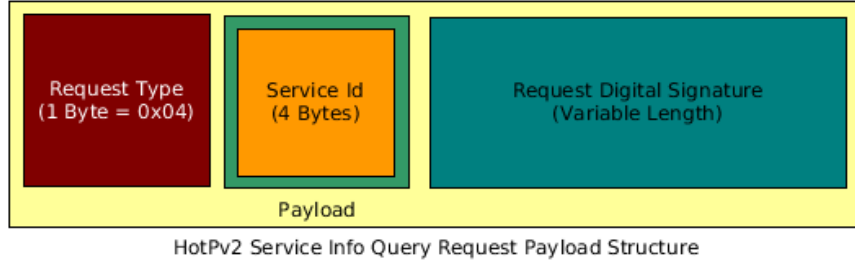 Request Type
(1 Byte = 0x04)
Service Id
(4 Bytes)
Request Digital Signature
(Variable Length)
Payload
HotPv2 Service Info Query Request Payload Structure